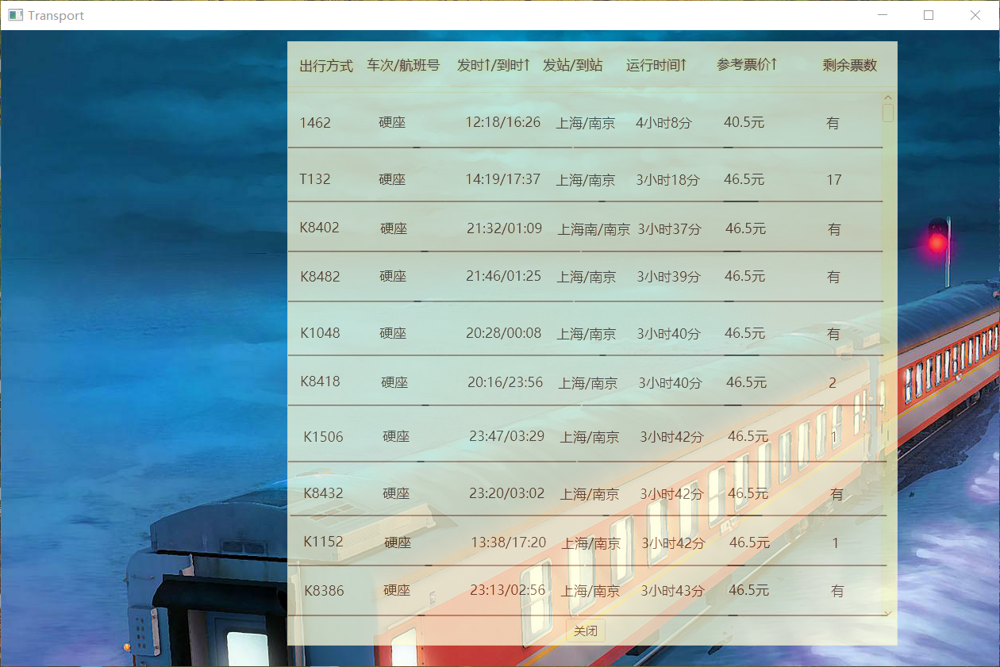 Transport
出行方式 车次/航班号 发时↑/到时↑ 发站/到站 运行时间↑ 参考票价↑ 剩余票数
1462 硬座 12:18/16:26 上海/南京 4小时8分 40.5元 有
T132 硬座 14:19/17:37 上海/南京 3小时18分 46.5元 17
K8402 硬座 21:32/01:09 上海南/南京 3小时37分 46.5元 有
K8482 硬座 21:46/01:25 上海/南京 3小时39分 46.5元 有
K1048 硬座 20:28/00:08 上海/南京 3小时40分 46.5元 有
K8418 硬座 20:16/23:56 上海/南京 3小时40分 46.5元 2
K1506 硬座 23:47/03:29 上海/南京 3小时42分 46.5元 1
K8432 硬座 23:20/03:02 上海/南京 3小时42分 46.5元 有
K1152 硬座 13:38/17:20 上海/南京 3小时42分 46.5元 1
K8386 硬座 23:13/02:56 上海/南京 3小时43分 46.5元 有
关闭